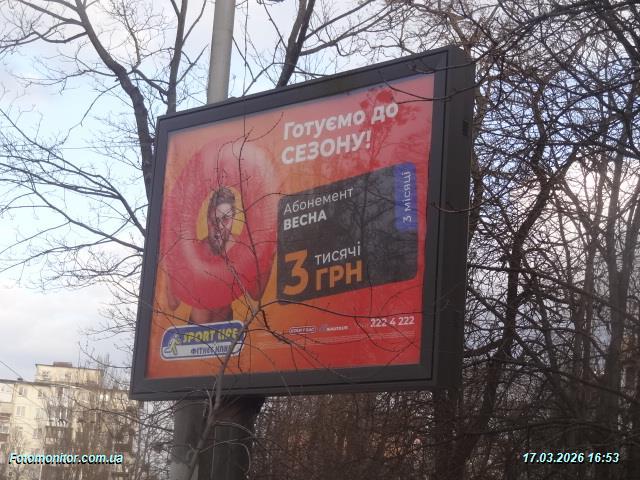 Готуємо до
СЕЗОНУ!
Абонемент
ВЕСНА
3 місяці
3 тисячі
ГРН
SPORT LIFE
ФІТНЕС КЛУБ
222 4 222
Fotomonitor.com.ua
17.03.2026 16:53